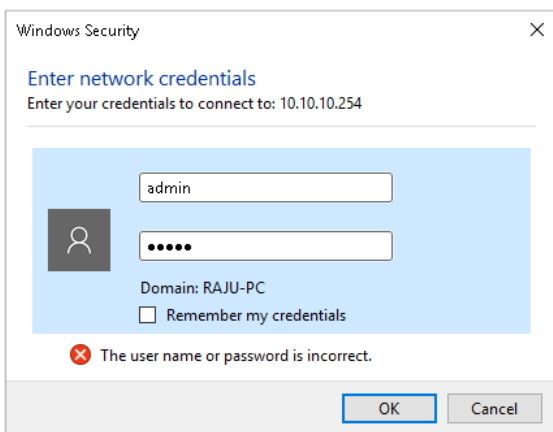 Windows Security
Enter network credentials
Enter your credentials to connect to: 10.10.10.254
admin
●●●●●
Domain: RAJU-PC
Remember my credentials
The user name or password is incorrect.
OK
Cancel